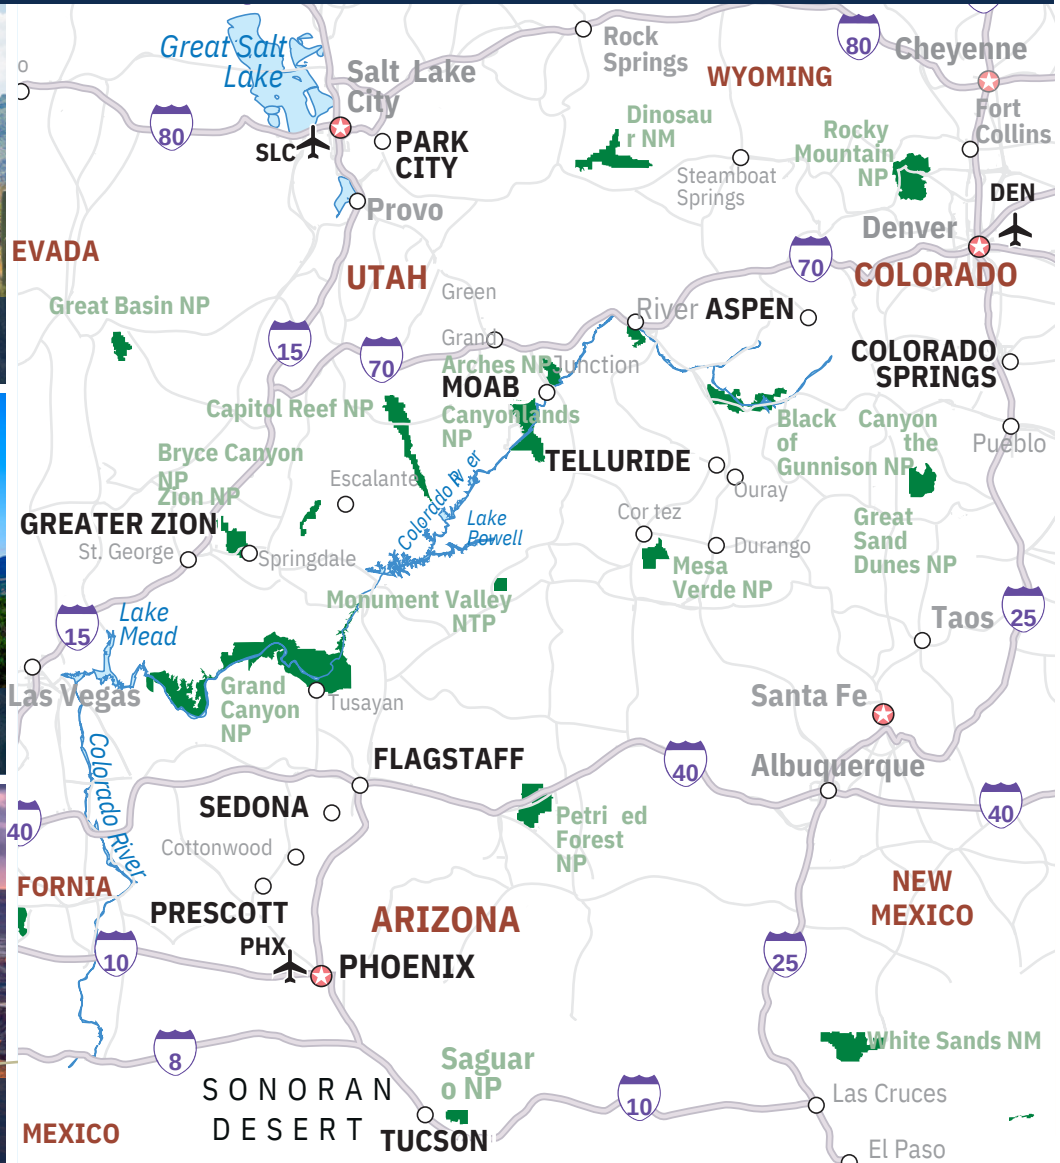 Great Salt
Lake
Salt Lake
City
80
SLC
PARK
CITY
Provo
o
Rock
Springs
WYOMING
80
Cheyenne
Fort
Collins
Dinosau
r NM
Steamboat
Springs
Rocky
Mountain
NP
DEN
Denver
EVADA
UTAH
70
COLORADO
Great Basin NP
Green
River
ASPEN
15
70
Grand
Arches NP
Junction
MOAB
COLORADO
SPRINGS
Capitol Reef NP
Canyonlands
NP
Black Canyon
of the
Gunnison NP
Pueblo
Bryce Canyon
NP
Zion NP
Escalante
TELLURIDE
Ouray
GREATER ZION
St. George
Springdale
Colorado R er
Lake
Powell
Cor tez
Durango
Mesa
Verde NP
Great
Sand
Dunes NP
Monument Valley
NTP
15
Lake
Mead
25
Taos
Las Vegas
Grand
Canyon
NP
Tusayan
Santa Fe
Colorado River
FLAGSTAFF
40
Albuquerque
40
SEDONA
40
Petri ed
Forest
NP
Cottonwood
FORNIA
PRESCOTT
ARIZONA
NEW
MEXICO
10
PHX
PHOENIX
25
8
White Sands NM
Saguar
o NP
SONORAN
DESERT
10
Las Cruces
MEXICO
TUCSON
El Paso